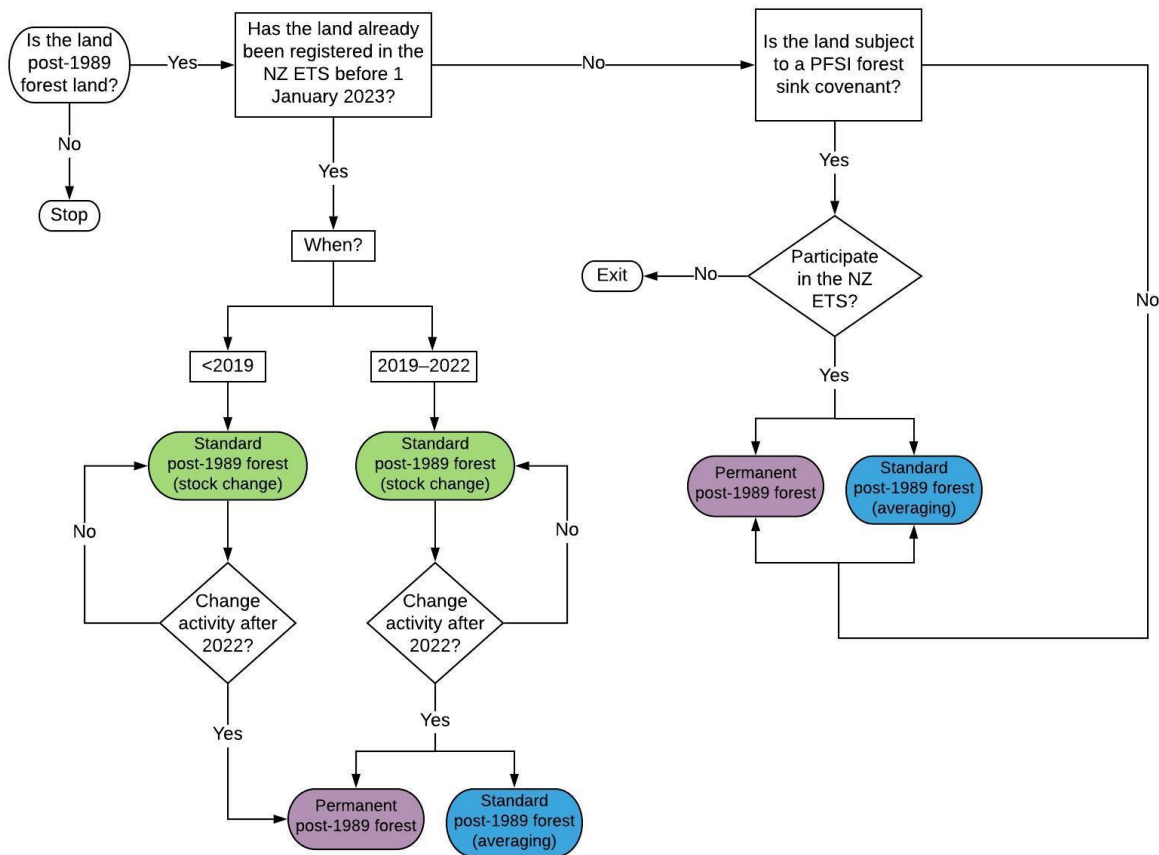 Is the land
post-1989
forest land?
Yes
Has the land already
been registered in the
NZ ETS before 1
January 2023?
No
Is the land subject
to a PFSI forest
sink covenant?
No
Stop
Yes
When?
<2019
2019–2022
Standard
post-1989 forest
(stock change)
Standard
post-1989 forest
(stock change)
No
No
Change
activity after
2022?
Change
activity after
2022?
Yes
Yes
Permanent
post-1989 forest
Standard
post-1989 forest
(averaging)
Yes
Participate
in the NZ
ETS?
No
Exit
Yes
Permanent
post-1989 forest
Standard
post-1989 forest
(averaging)
No